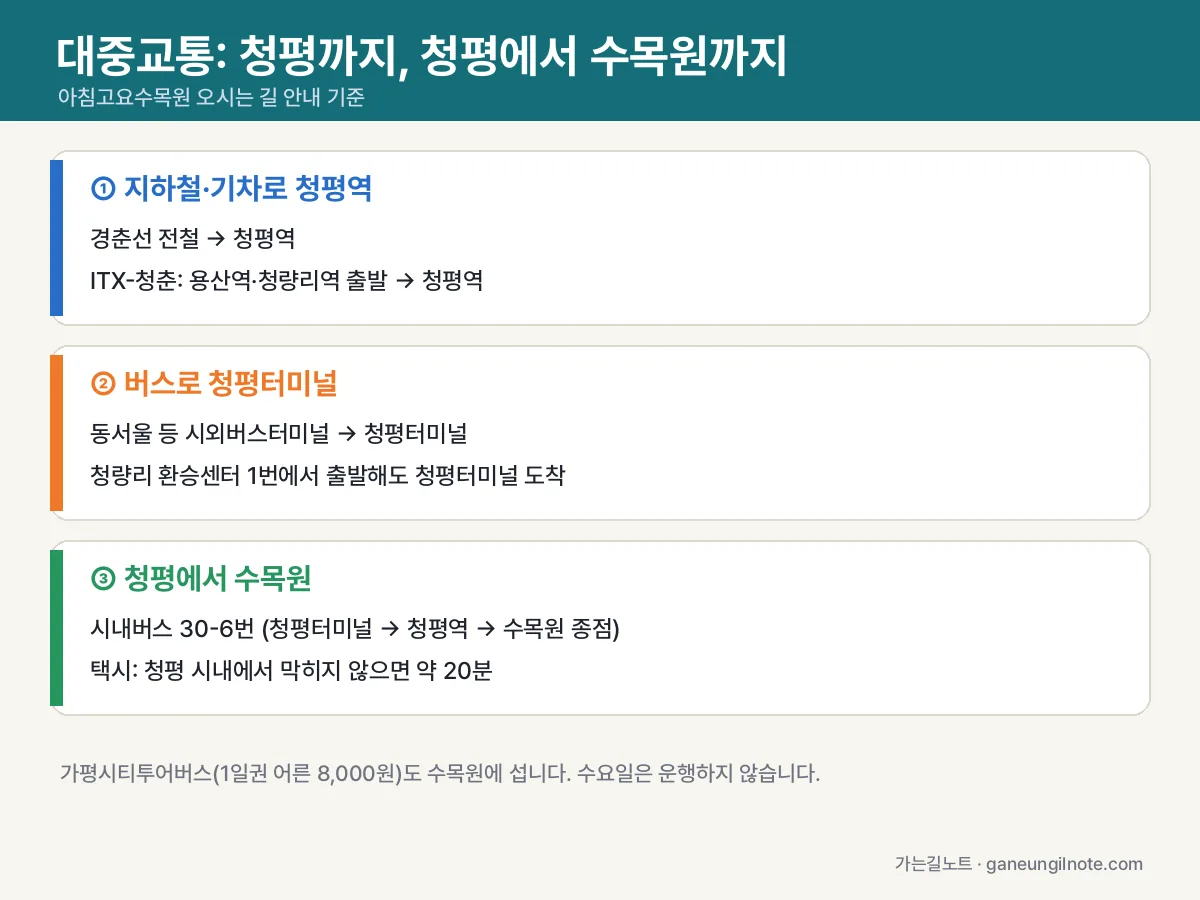 대중교통: 청평까지, 청평에서 수목원까지
아침고요수목원 오시는 길 안내 기준
① 지하철·기차로 청평역
경춘선 전철 → 청평역
ITX-청춘: 용산역·청량리역 출발 → 청평역
② 버스로 청평터미널
동서울 등 시외버스터미널 → 청평터미널
청량리 환승센터 1번에서 출발해도 청평터미널 도착
③ 청평에서 수목원
시내버스 30-6번 (청평터미널 → 청평역 → 수목원 종점)
택시: 청평 시내에서 막히지 않으면 약 20분
가평시티투어버스(1일권 어른 8,000원)도 수목원에 섭니다. 수요일은 운행하지 않습니다.
가는길노트 · ganeungilnote.com